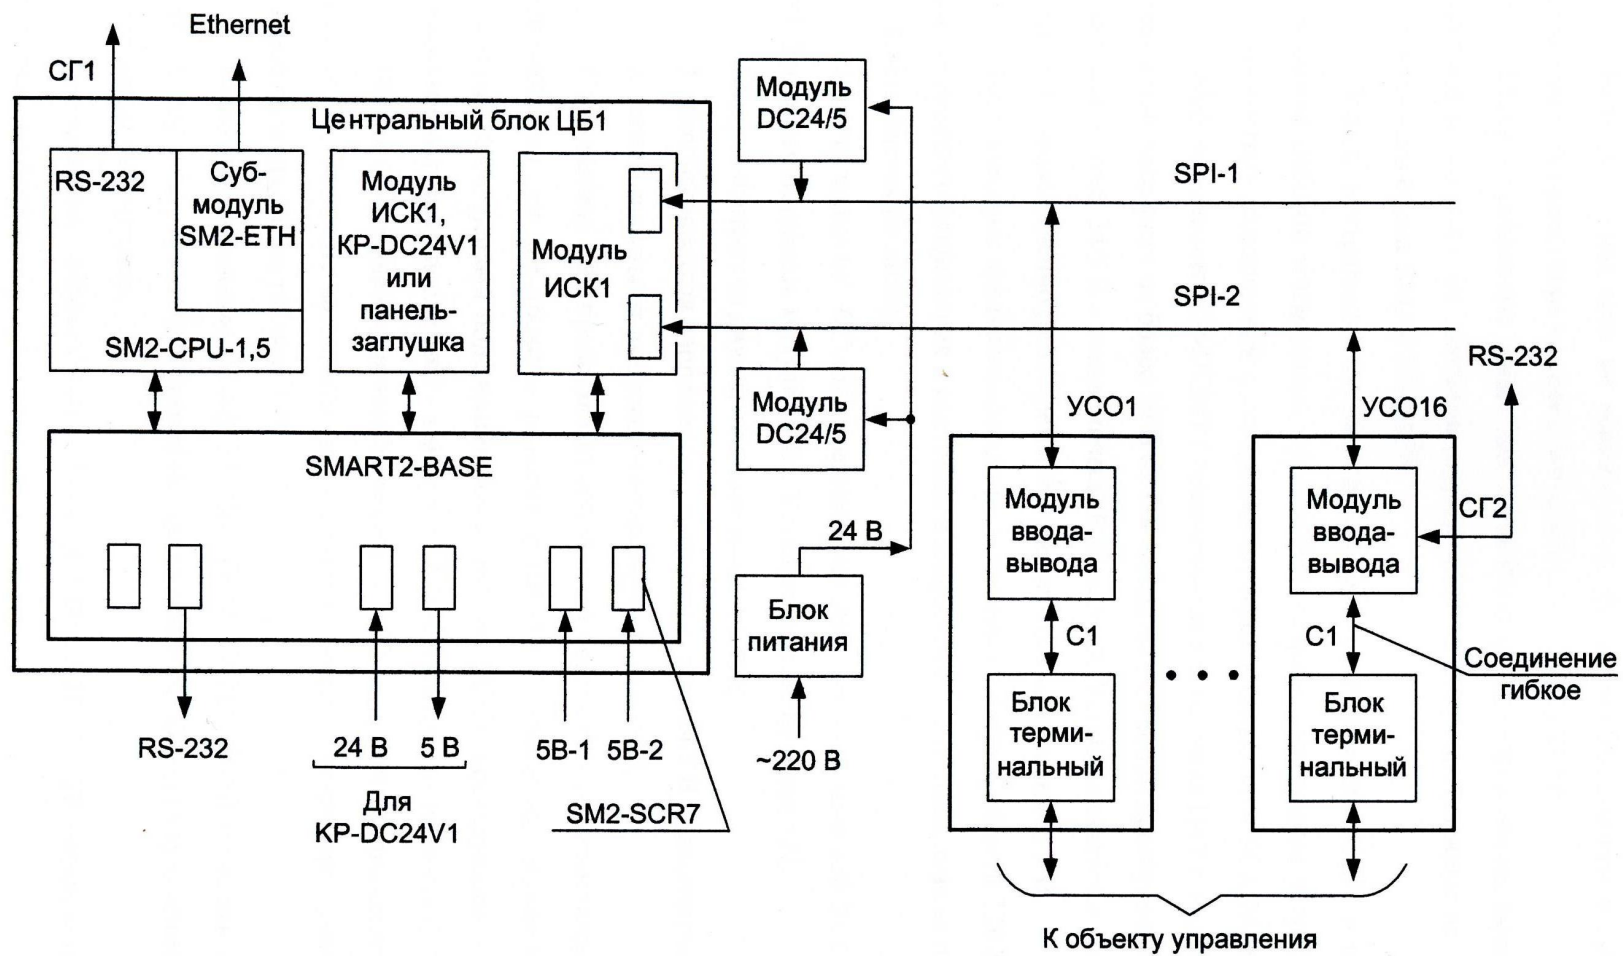 Ethernet
СГ1
Центральный блок ЦБ1
RS-232
Суб-
модуль
SM2-ETH
SM2-CPU-1,5
Модуль
ИСК1,
KP-DC24V1
или
панель-
заглушка
Модуль
ИСК1
SMART2-BASE
RS-232
24 В
5 В
Для
KP-DC24V1
5В-1
5В-2
SM2-SCR7
Модуль
DC24/5
Модуль
DC24/5
24 В
Блок
питания
~220 В
SPI-1
SPI-2
RS-232
УСО1
УСО16
Модуль
ввода-
вывода
С1
Блок
терми-
нальный
Модуль
ввода-
вывода
СГ2
С1
Соединение
гибкое
Блок
терми-
нальный
К объекту управления